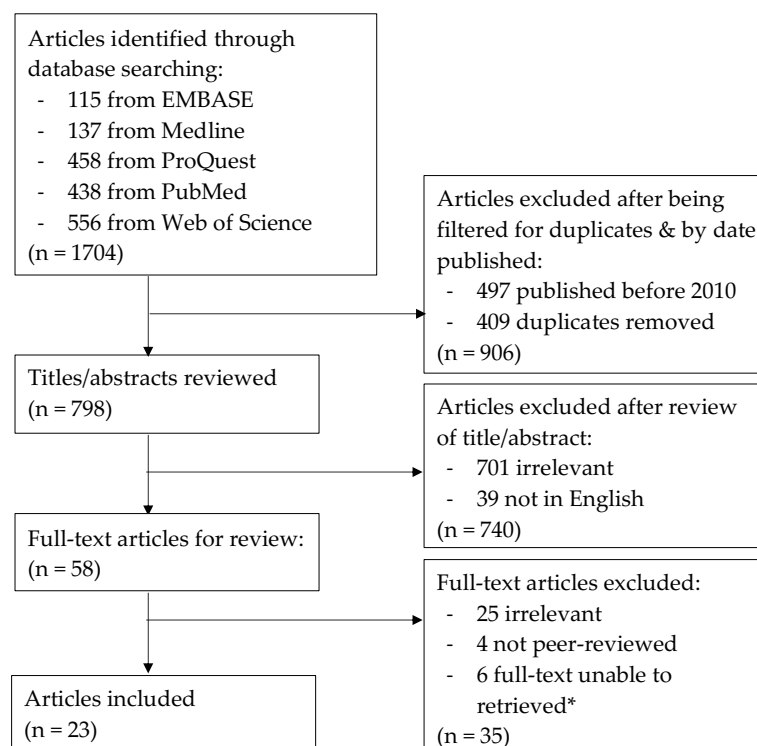 Articles identified through
database searching:
- 115 from EMBASE
- 137 from Medline
- 458 from ProQuest
- 438 from PubMed
- 556 from Web of Science
(n = 1704)
Articles excluded after being
filtered for duplicates & by date
published:
- 497 published before 2010
- 409 duplicates removed
(n = 906)
Titles/abstracts reviewed
(n = 798)
Articles excluded after review
of title/abstract:
- 701 irrelevant
- 39 not in English
(n = 740)
Full-text articles for review:
(n = 58)
Full-text articles excluded:
- 25 irrelevant
- 4 not peer-reviewed
- 6 full-text unable to
retrieved*
(n = 35)
Articles included
(n = 23)